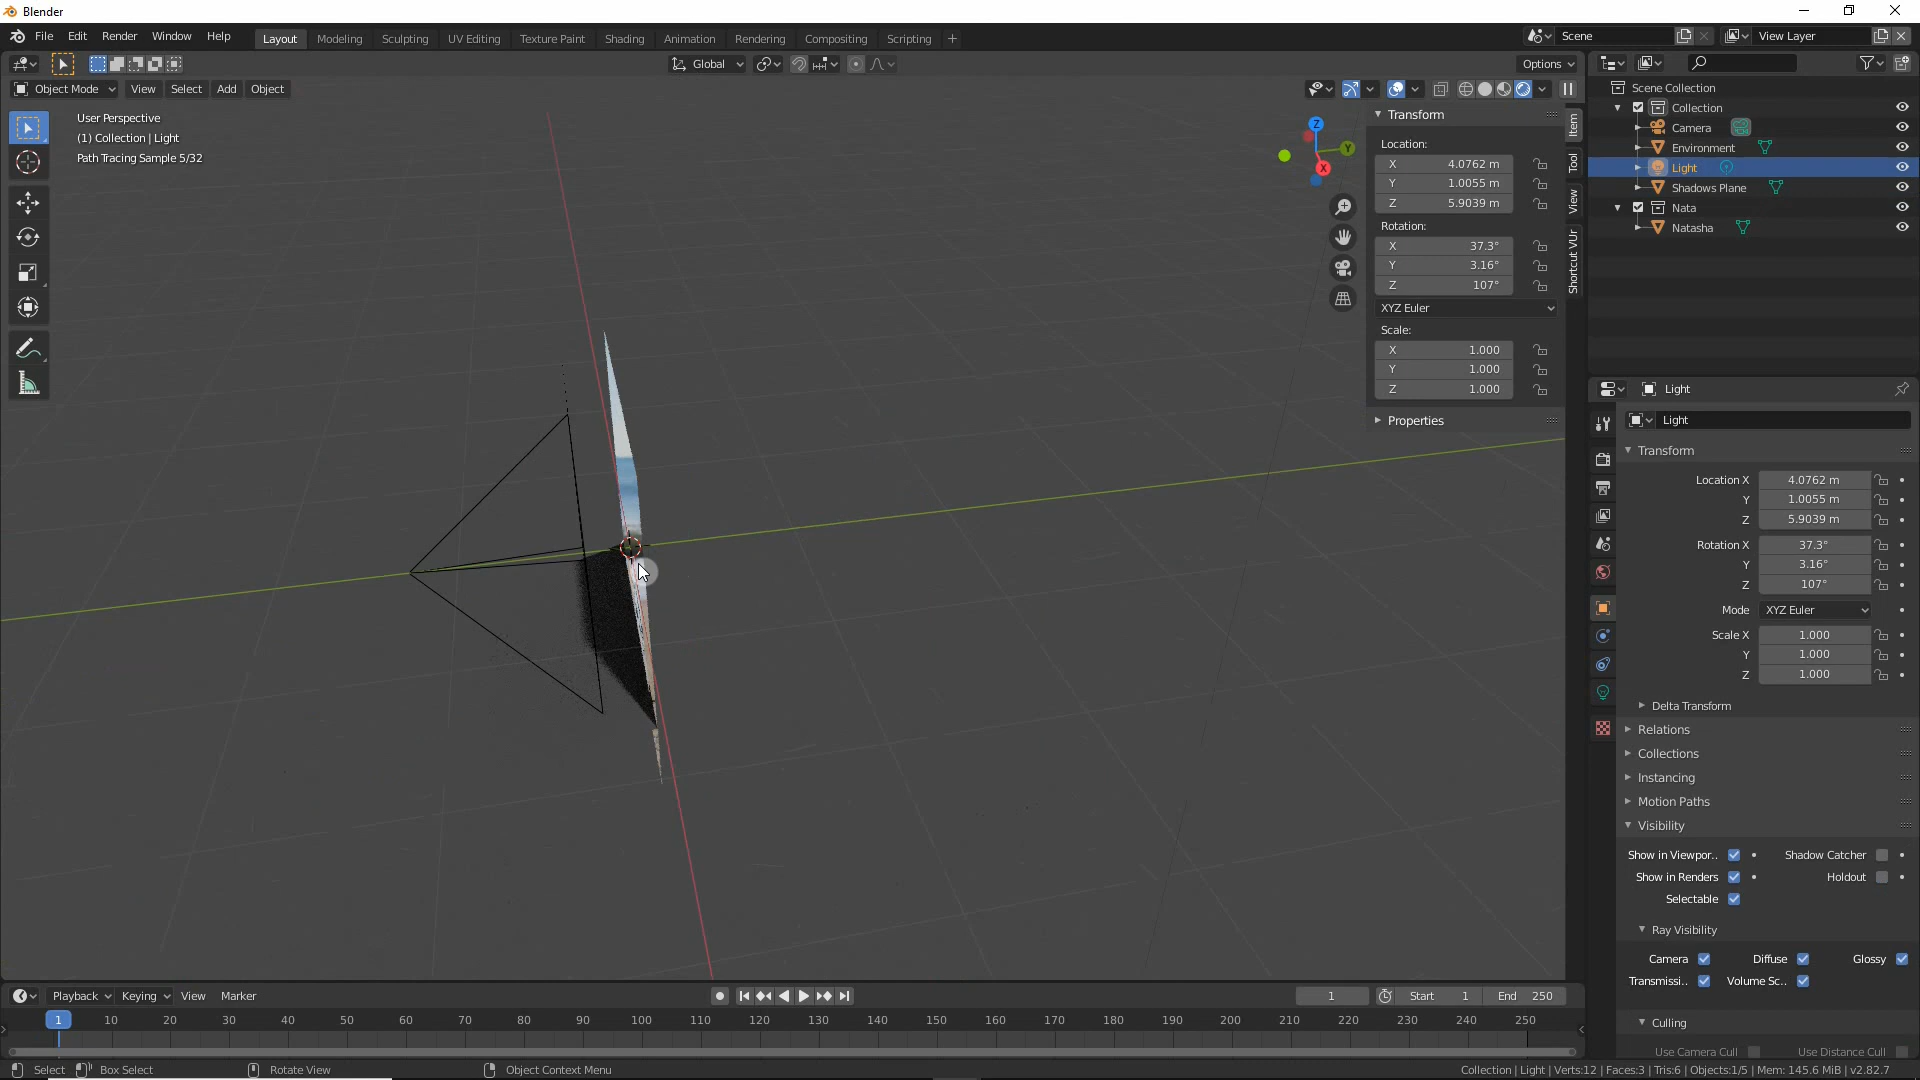 Blender
File Edit Render Window Help Layout Modeling Sculpting UV Editing Texture Paint Shading Animation Rendering Compositing Scripting + Scene View Layer
Global Options
Object Mode View Select Add Object
User Perspective
(1) Collection | Light
Path Tracing Sample 5/32
Z
Y
X
Transform
Location:
X 4.0762 m
Y 1.0055 m
Z 5.9039 m
Rotation:
X 37.3°
Y 3.16°
Z 107°
XYZ Euler
Scale:
X 1.000
Y 1.000
Z 1.000
Properties
Item
Tool
View
Shortcut VUr
Scene Collection
Collection
Camera
Environment
Light
Shadows Plane
Nata
Natasha
Light
Light
Transform
Location X 4.0762 m
Y 1.0055 m
Z 5.9039 m
Rotation X 37.3°
Y 3.16°
Z 107°
Mode XYZ Euler
Scale X 1.000
Y 1.000
Z 1.000
Delta Transform
Relations
Collections
Instancing
Motion Paths
Visibility
Show in Viewpor.. Shadow Catcher
Show in Renders Holdout
Selectable
Ray Visibility
Camera Diffuse Glossy
Transmissi.. Volume Sc..
Culling
Use Camera Cull Use Distance Cull
Playback Keying View Marker 1 Start 1 End 250
1 10 20 30 40 50 60 70 80 90 100 110 120 130 140 150 160 170 180 190 200 210 220 230 240 250
Select Box Select Rotate View Object Context Menu Collection | Light | Verts:12 | Faces:3 | Tris:6 | Objects:1/5 | Mem: 145.6 MiB | v2.82.7